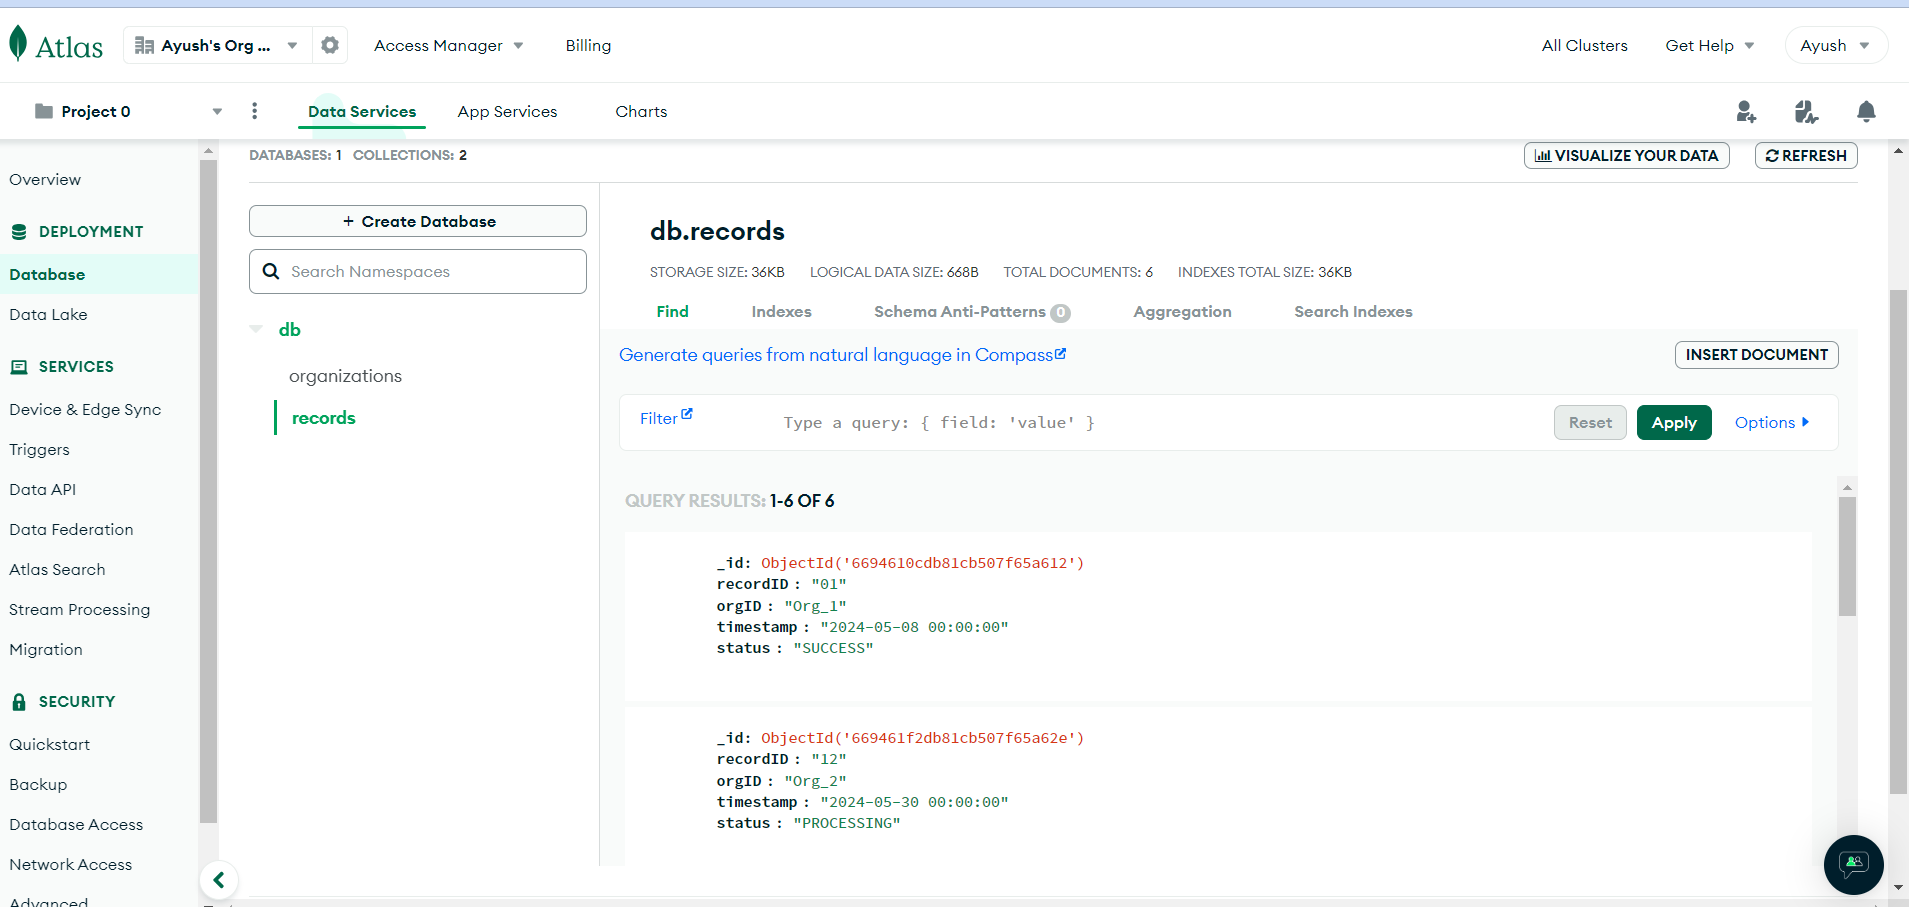 Atlas
Ayush's Org ...
Access Manager
Billing
All Clusters
Get Help
Ayush
Project 0
Data Services
App Services
Charts
Overview
DEPLOYMENT
Database
Data Lake
SERVICES
Device & Edge Sync
Triggers
Data API
Data Federation
Atlas Search
Stream Processing
Migration
SECURITY
Quickstart
Backup
Database Access
Network Access
Advanced
DATABASES: 1 COLLECTIONS: 2
VISUALIZE YOUR DATA
REFRESH
+ Create Database
Search Namespaces
db
organizations
records
db.records
STORAGE SIZE: 36KB LOGICAL DATA SIZE: 668B TOTAL DOCUMENTS: 6 INDEXES TOTAL SIZE: 36KB
Find
Indexes
Schema Anti-Patterns 0
Aggregation
Search Indexes
Generate queries from natural language in Compass
INSERT DOCUMENT
Filter
Type a query: { field: 'value' }
Reset
Apply
Options
QUERY RESULTS: 1-6 OF 6
_id: ObjectId('6694610cdb81cb507f65a612')
recordID : "01"
orgID : "Org_1"
timestamp : "2024-05-08 00:00:00"
status : "SUCCESS"
_id: ObjectId('669461f2db81cb507f65a62e')
recordID : "12"
orgID : "Org_2"
timestamp : "2024-05-30 00:00:00"
status : "PROCESSING"